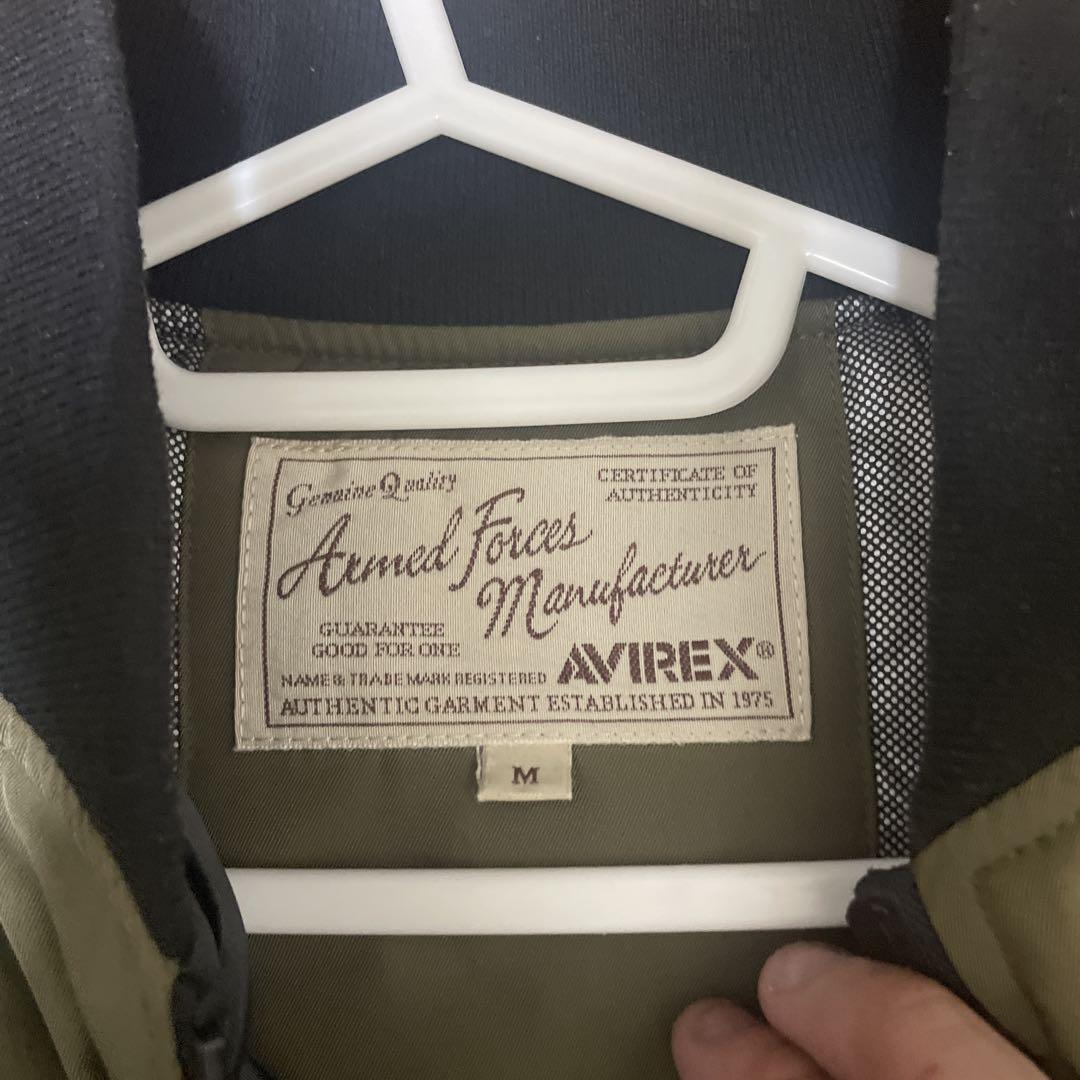 Genuine Quality
CERTIFICATE OF
AUTHENTICITY
Armed Forces
Manufacturer
GUARANTEE
GOOD FOR ONE
NAME & TRADE MARK REGISTERED
AVIREX®
AUTHENTIC GARMENT ESTABLISHED IN 1975
M